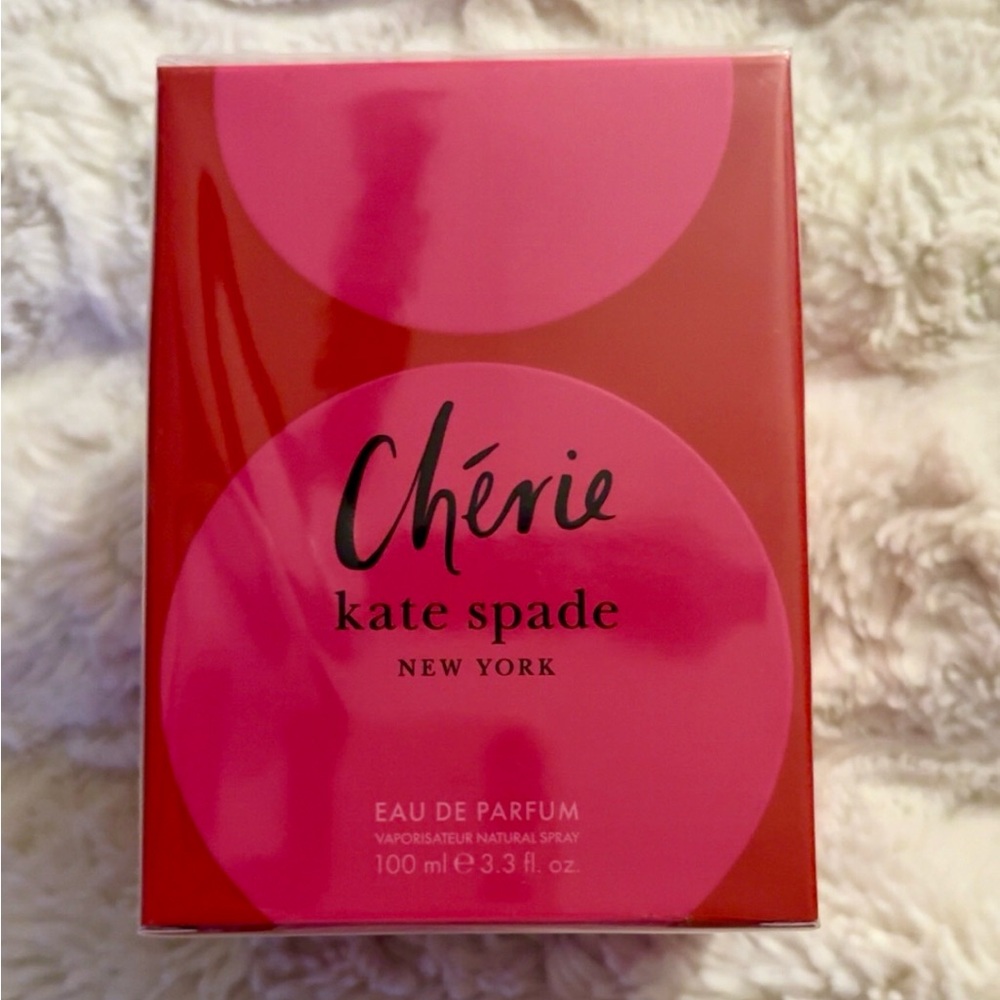 Chérie
kate spade
NEW YORK
EAU DE PARFUM
VAPORISATEUR NATURAL SPRAY
100 ml ℮ 3.3 fl. oz.